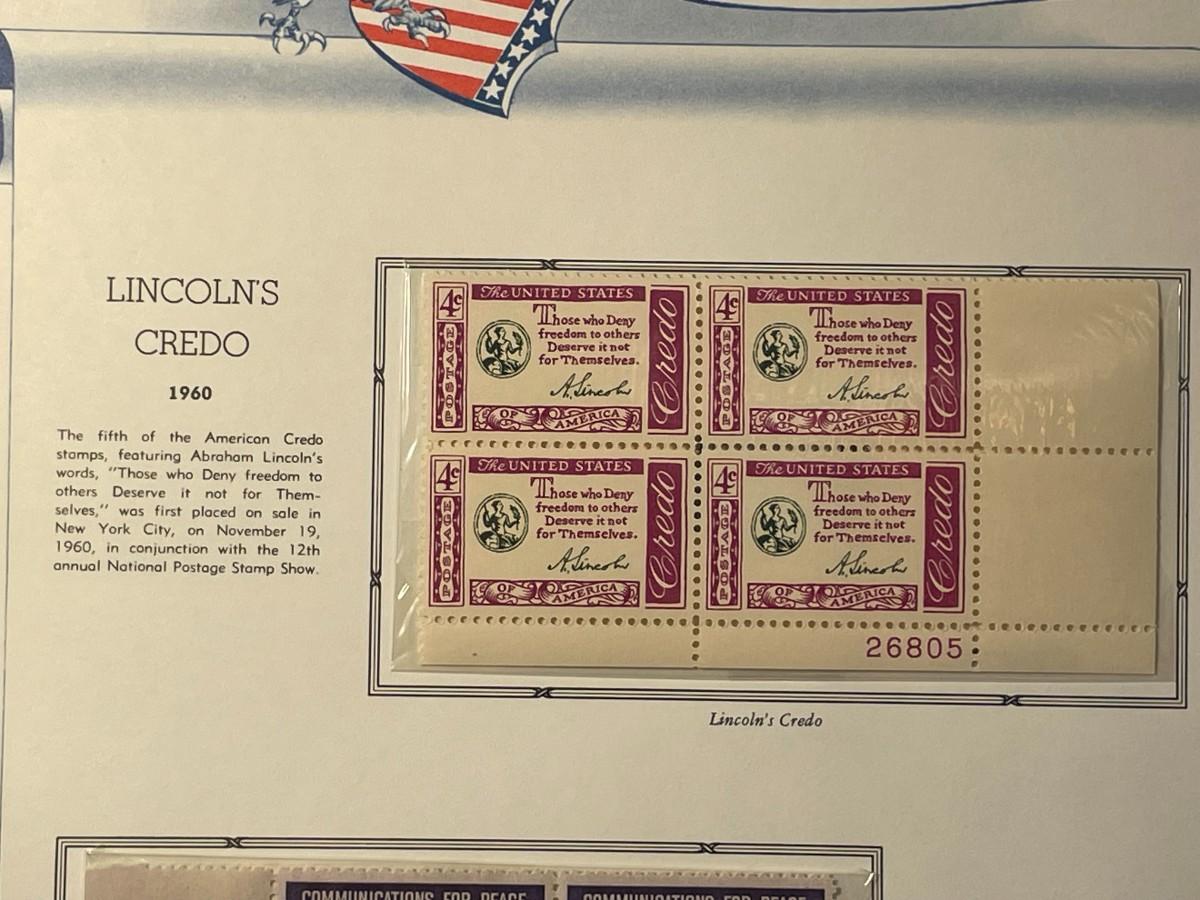 LINCOLN'S
CREDO
1960
The fifth of the American Credo
stamps, featuring Abraham Lincoln's
words, "Those who Deny freedom to
others Deserve it not for Them-
selves," was first placed on sale in
New York City, on November 19,
1960, in conjunction with the 12th
annual National Postage Stamp Show.
4c
POSTAGE
The UNITED STATES
Those who Deny
freedom to others
Deserve it not
for Themselves.
A. Lincoln
OF AMERICA
Credo
4c
POSTAGE
The UNITED STATES
Those who Deny
freedom to others
Deserve it not
for Themselves.
A. Lincoln
OF AMERICA
Credo
4c
POSTAGE
The UNITED STATES
Those who Deny
freedom to others
Deserve it not
for Themselves.
A. Lincoln
OF AMERICA
Credo
4c
POSTAGE
The UNITED STATES
Those who Deny
freedom to others
Deserve it not
for Themselves.
A. Lincoln
OF AMERICA
Credo
26805
Lincoln's Credo
COMMUNICATIONS FOR PEACE
COMMUNICATIONS FOR PEACE